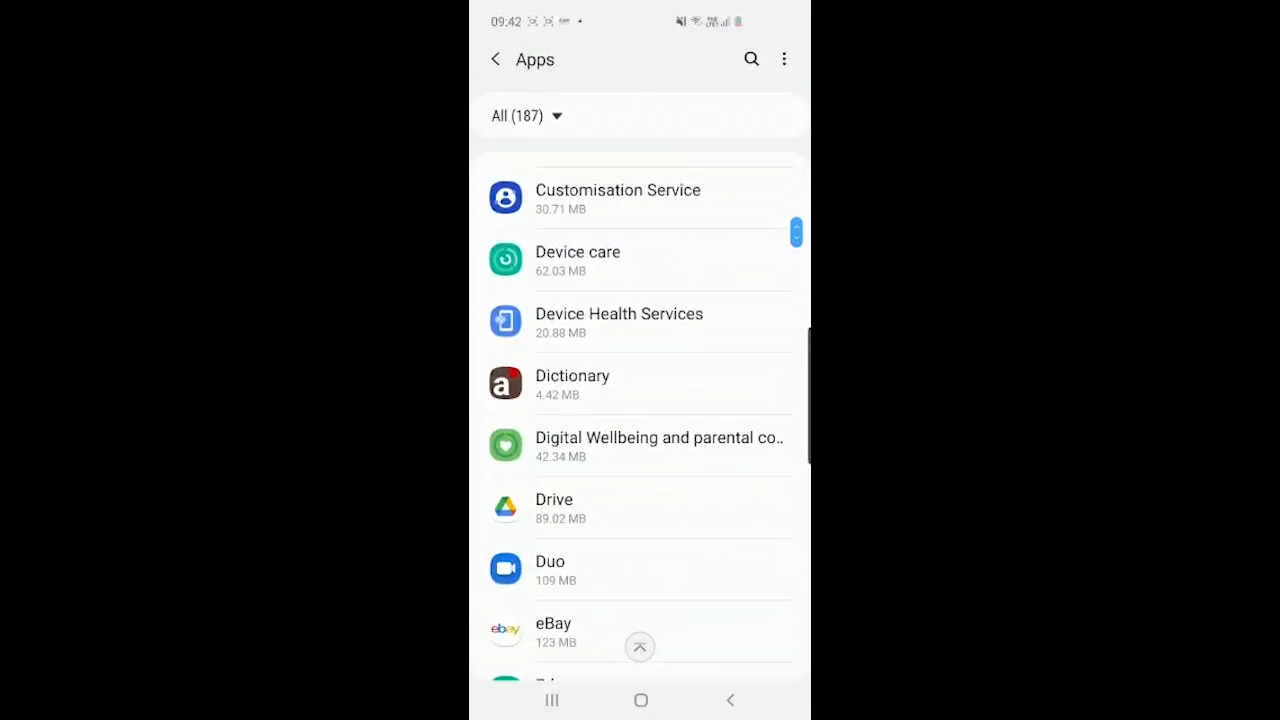 09:42
Apps
All (187)
Customisation Service
30.71 MB
Device care
62.03 MB
Device Health Services
20.88 MB
a
Dictionary
4.42 MB
Digital Wellbeing and parental co..
42.34 MB
Drive
89.02 MB
Duo
109 MB
ebay
eBay
123 MB